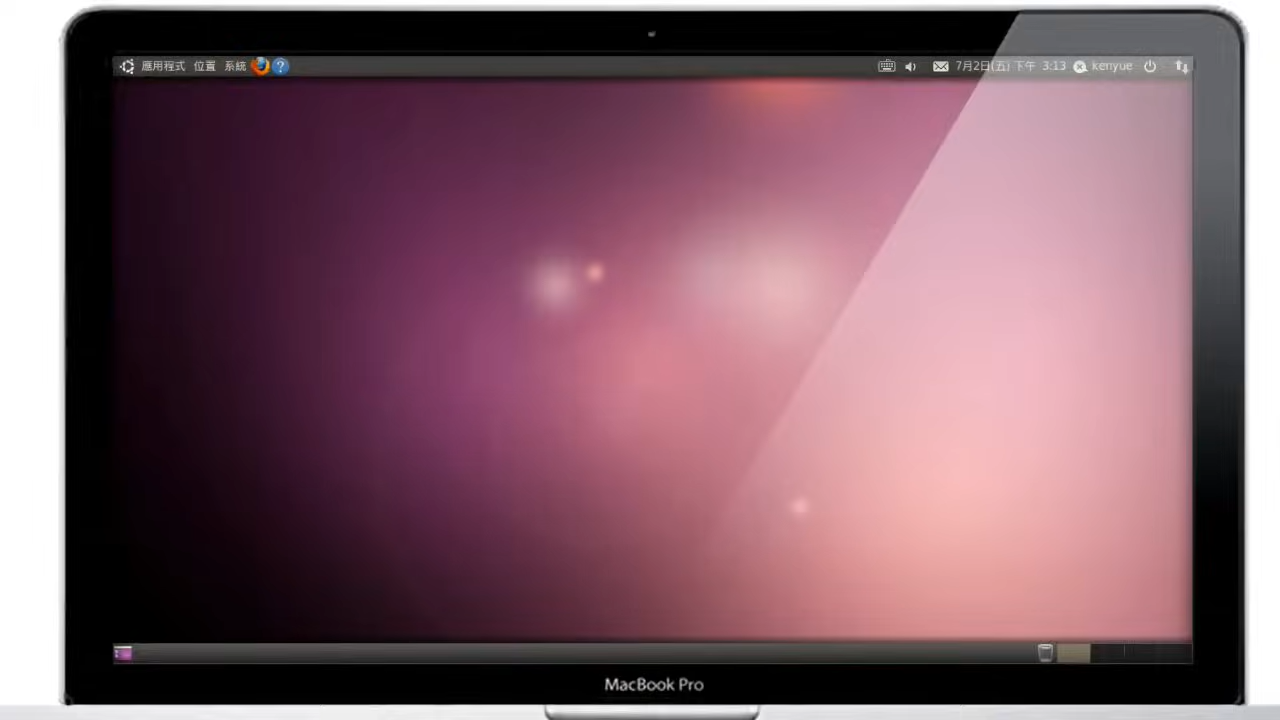 應用程式 位置 系統 ? 7月2日(五) 下午 3:13 kenyue
MacBook Pro